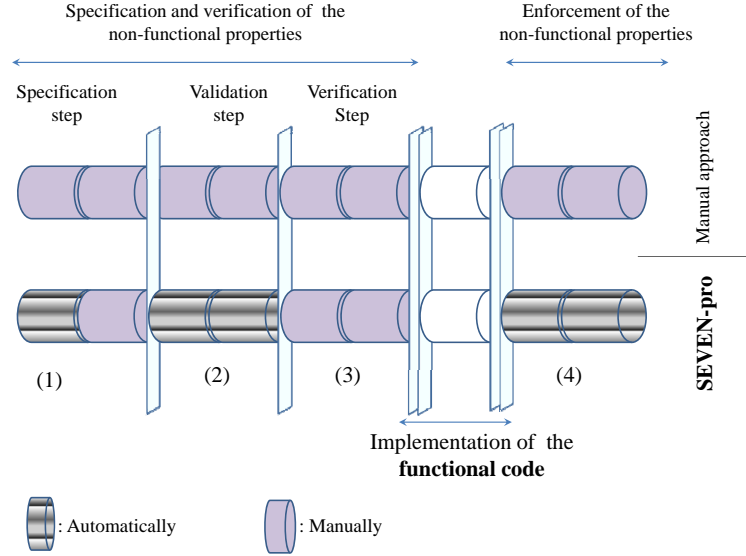 Specification and verification of the
non-functional properties
Enforcement of the
non-functional properties
Specification
step
Validation
step
Verification
Step
Manual approach
SEVEN-pro
(1)
(2)
(3)
(4)
Implementation of the
functional code
: Automatically
: Manually